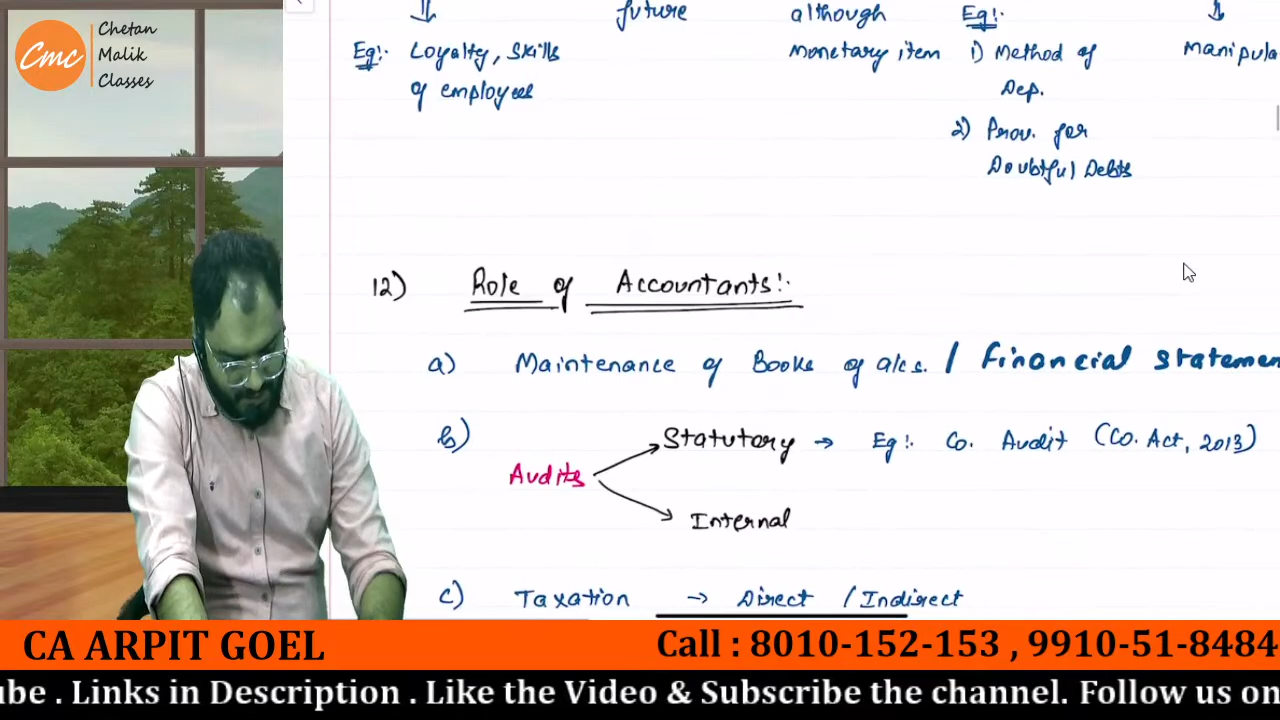 Cmc
Chetan
Malik
Classes
future
although
Eg:.
Eg:. Loyalty, Skills
of employees
monetary item
1) Method of
Dep.
2) Prov. for
Doubtful Debts
Manipula
12) Role of Accountants:.
a) Maintenance of Books of a/cs. / Financial statemen
b) Audits
Statutary → Eg:. Co. Audit (Co. Act, 2013)
Internal
c) Taxation → Direct / Indirect
CA ARPIT GOEL
Call : 8010-152-153 , 9910-51-8484
ube . Links in Description . Like the Video & Subscribe the channel. Follow us on